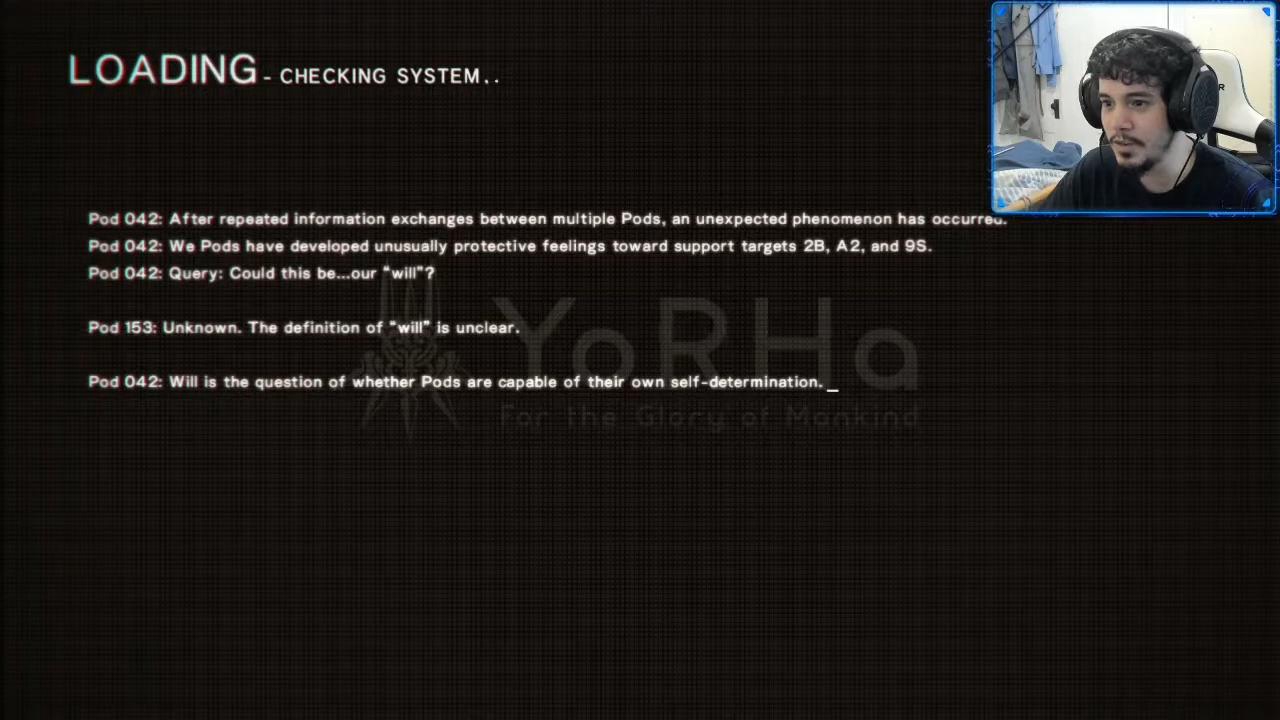 LOADING - CHECKING SYSTEM..
Pod 042: After repeated information exchanges between multiple Pods, an unexpected phenomenon has occurred.
Pod 042: We Pods have developed unusually protective feelings toward support targets 2B, A2, and 9S.
Pod 042: Query: Could this be...our “will”?
Pod 153: Unknown. The definition of “will” is unclear.
Pod 042: Will is the question of whether Pods are capable of their own self-determination._
YoRHa
For the Glory of Mankind
R